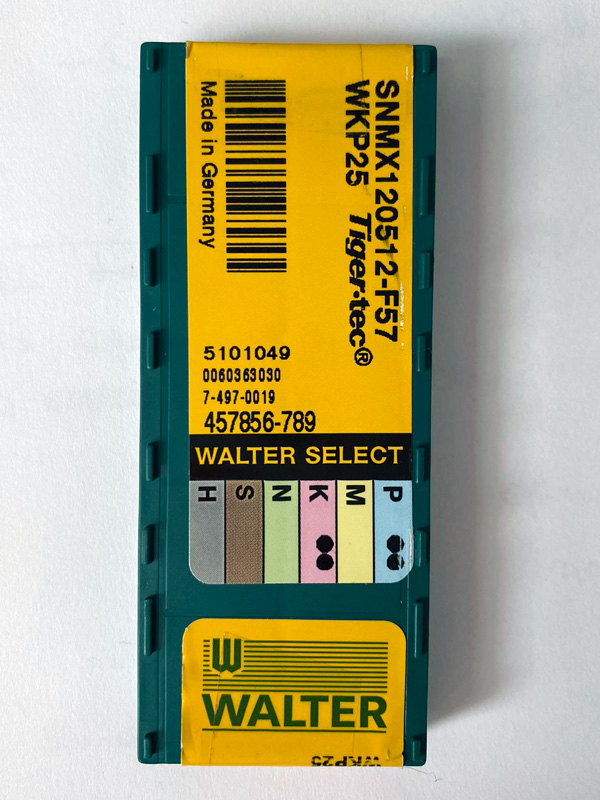 SNMX120512-F57
WKP25 Tiger·tec®
Made in Germany
5101049
0060363030
7-497-0019
457856-789
WALTER SELECT
H S N K M P
W
WALTER
WKP25